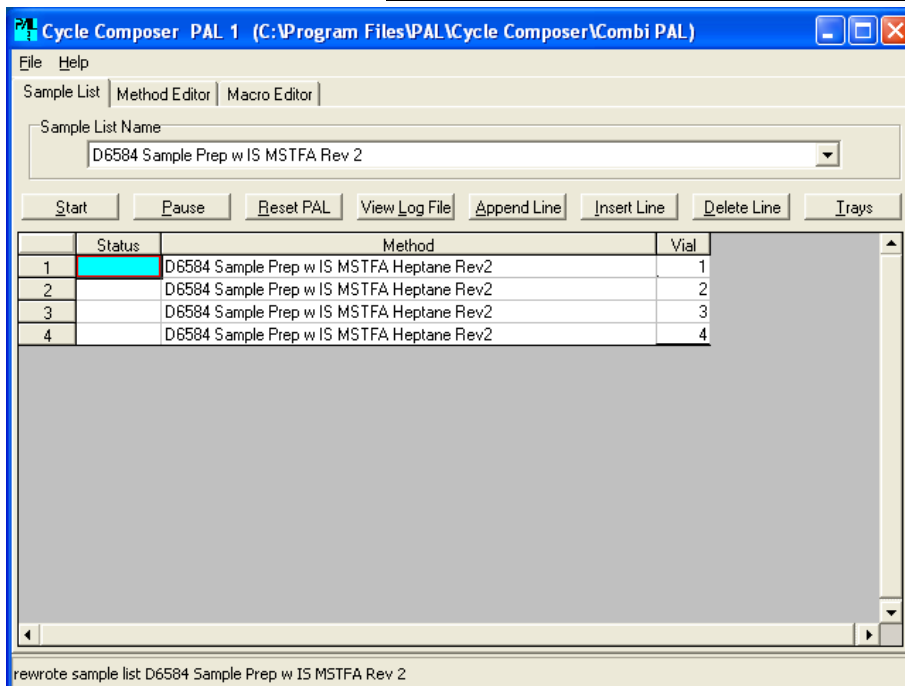 PAL Cycle Composer PAL 1 (C:\Program Files\PAL\Cycle Composer\Combi PAL)
File Help
Sample List Method Editor Macro Editor
Sample List Name
D6584 Sample Prep w IS MSTFA Rev 2
Start Pause Reset PAL View Log File Append Line Insert Line Delete Line Trays
Status Method Vial
1 D6584 Sample Prep w IS MSTFA Heptane Rev2 1
2 D6584 Sample Prep w IS MSTFA Heptane Rev2 2
3 D6584 Sample Prep w IS MSTFA Heptane Rev2 3
4 D6584 Sample Prep w IS MSTFA Heptane Rev2 4
rewrote sample list D6584 Sample Prep w IS MSTFA Rev 2